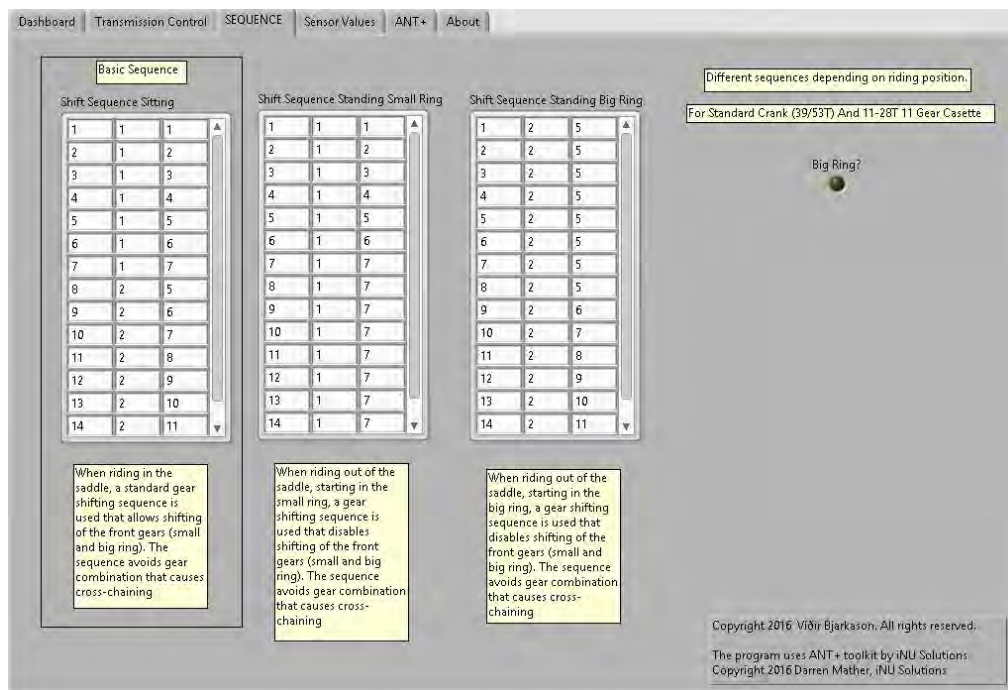 Dashboard Transmission Control SEQUENCE Sensor Values ANT+ About
Basic Sequence
Shift Sequence Sitting
1 1 1
2 1 2
3 1 3
4 1 4
5 1 5
6 1 6
7 1 7
8 2 5
9 2 6
10 2 7
11 2 8
12 2 9
13 2 10
14 2 11
When riding in the
saddle, a standard gear
shifting sequence is
used that allows shifting
of the front gears (small
and big ring). The
sequence avoids gear
combination that causes
cross-chaining
Shift Sequence Standing Small Ring
1 1 1
2 1 2
3 1 3
4 1 4
5 1 5
6 1 6
7 1 7
8 1 7
9 1 7
10 1 7
11 1 7
12 1 7
13 1 7
14 1 7
When riding out of the
saddle, starting in the
small ring, a gear
shifting sequence is
used that disables
shifting of the front
gears (small and big
ring). The sequence
avoids gear combination
that causes cross-
chaining
Shift Sequence Standing Big Ring
1 2 5
2 2 5
3 2 5
4 2 5
5 2 5
6 2 5
7 2 5
8 2 5
9 2 6
10 2 7
11 2 8
12 2 9
13 2 10
14 2 11
When riding out of the
saddle, starting in the
big ring, a gear shifting
sequence is used that
disables shifting of the
front gears (small and
big ring). The sequence
avoids gear combination
that causes cross-
chaining
Different sequences depending on riding position.
For Standard Crank (39/53T) And 11-28T 11 Gear Casette
Big Ring?
Copyright 2016 Viðir Bjarkason. All rights reserved.
The program uses ANT+ toolkit by iNU Solutions
Copyright 2016 Darren Mather, iNU Solutions